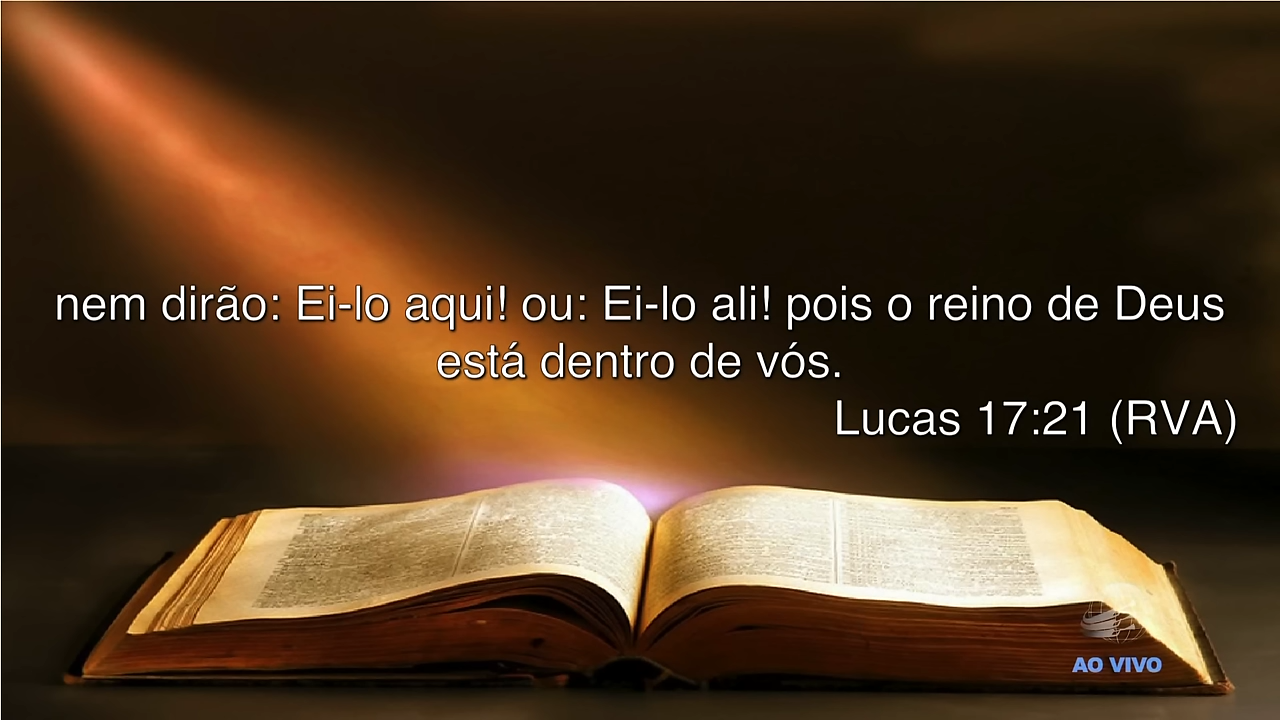 nem dirão: Ei-lo aqui! ou: Ei-lo ali! pois o reino de Deus
está dentro de vós.
Lucas 17:21 (RVA)
AO VIVO